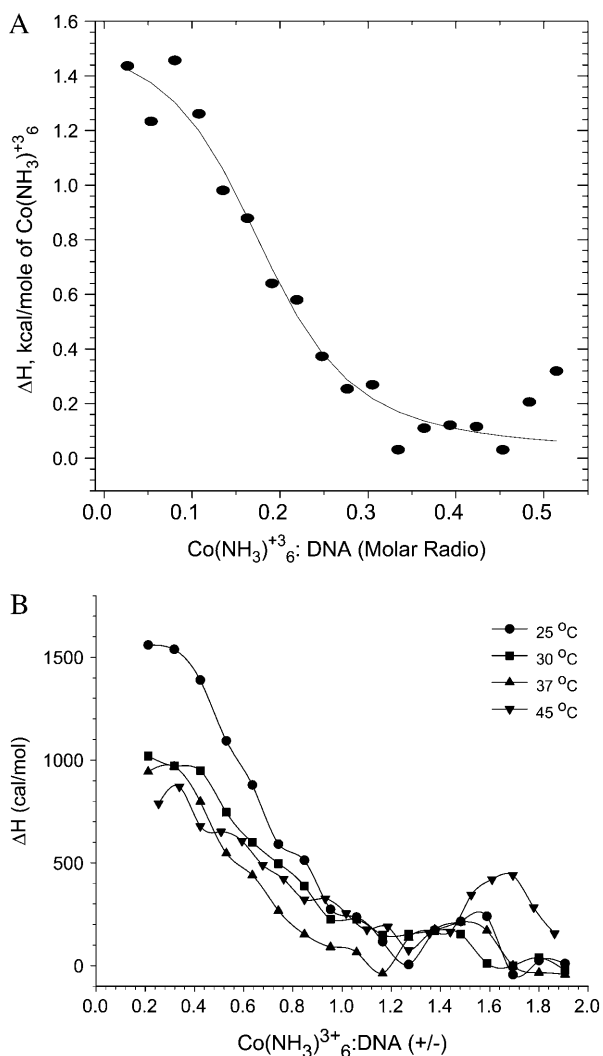 A
1.6
1.4
1.2
1.0
0.8
0.6
0.4
0.2
0.0
ΔH, kcal/mole of Co(NH₃)⁺³₆
0.0 0.1 0.2 0.3 0.4 0.5
Co(NH₃)⁺³₆: DNA (Molar Radio)
B
1500
1000
500
0
ΔH (cal/mol)
25 °C
30 °C
37 °C
45 °C
0.0 0.2 0.4 0.6 0.8 1.0 1.2 1.4 1.6 1.8 2.0
Co(NH₃)³⁺₆:DNA (+/-)